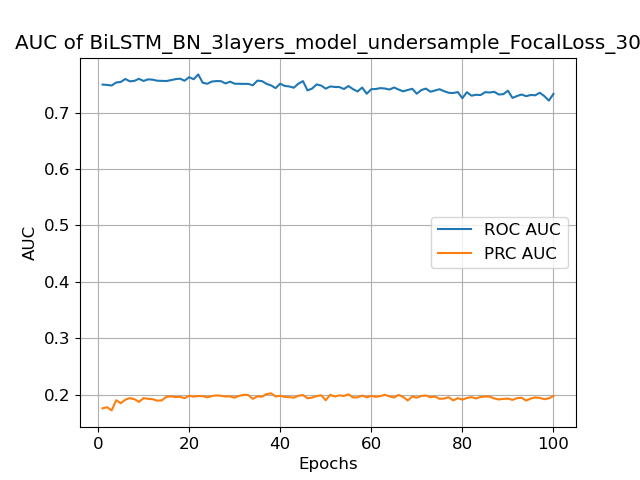 AUC of BiLSTM_BN_3layers_model_undersample_FocalLoss_30
0.7
0.6
0.5
0.4
0.3
0.2
AUC
ROC AUC
PRC AUC
0 20 40 60 80 100
Epochs